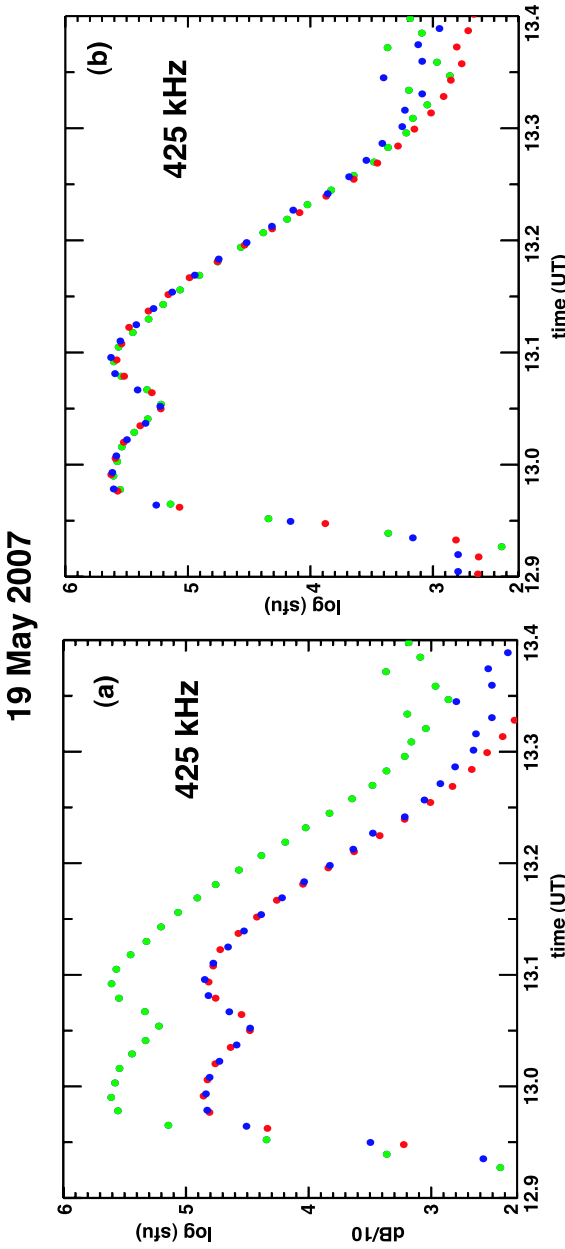 19 May 2007
(a)
425 kHz
6
5
4
3
2
log (sfu)
dB/10
12.9
13.0
13.1
13.2
13.3
13.4
time (UT)
(b)
425 kHz
6
5
4
3
2
log (sfu)
12.9
13.0
13.1
13.2
13.3
13.4
time (UT)